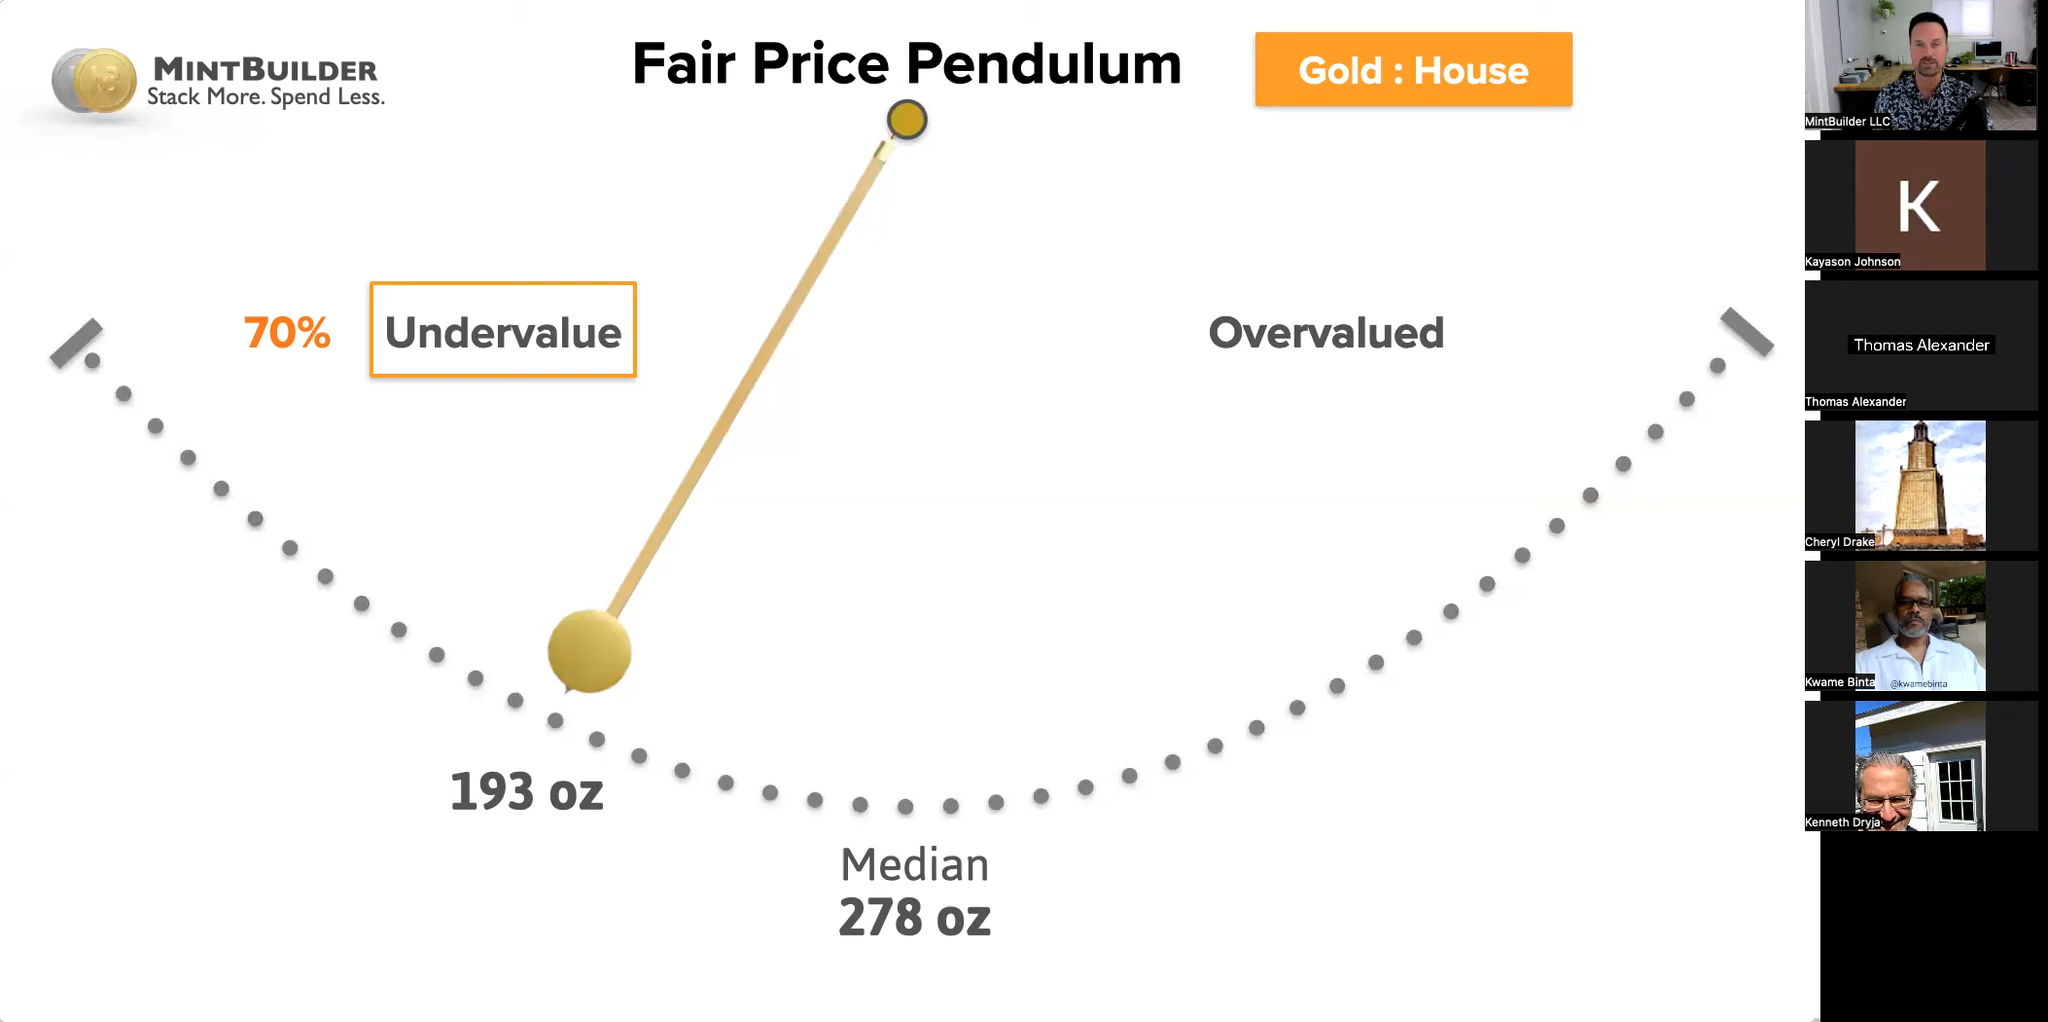 MINTBUILDER
Stack More. Spend Less.
Fair Price Pendulum
Gold : House
70%
Undervalue
Overvalued
193 oz
Median
278 oz
MintBuilder LLC
K
Kayason Johnson
Thomas Alexander
Thomas Alexander
Cheryl Drake
Kwame Binta
@kwamebinta
Kenneth Dryja